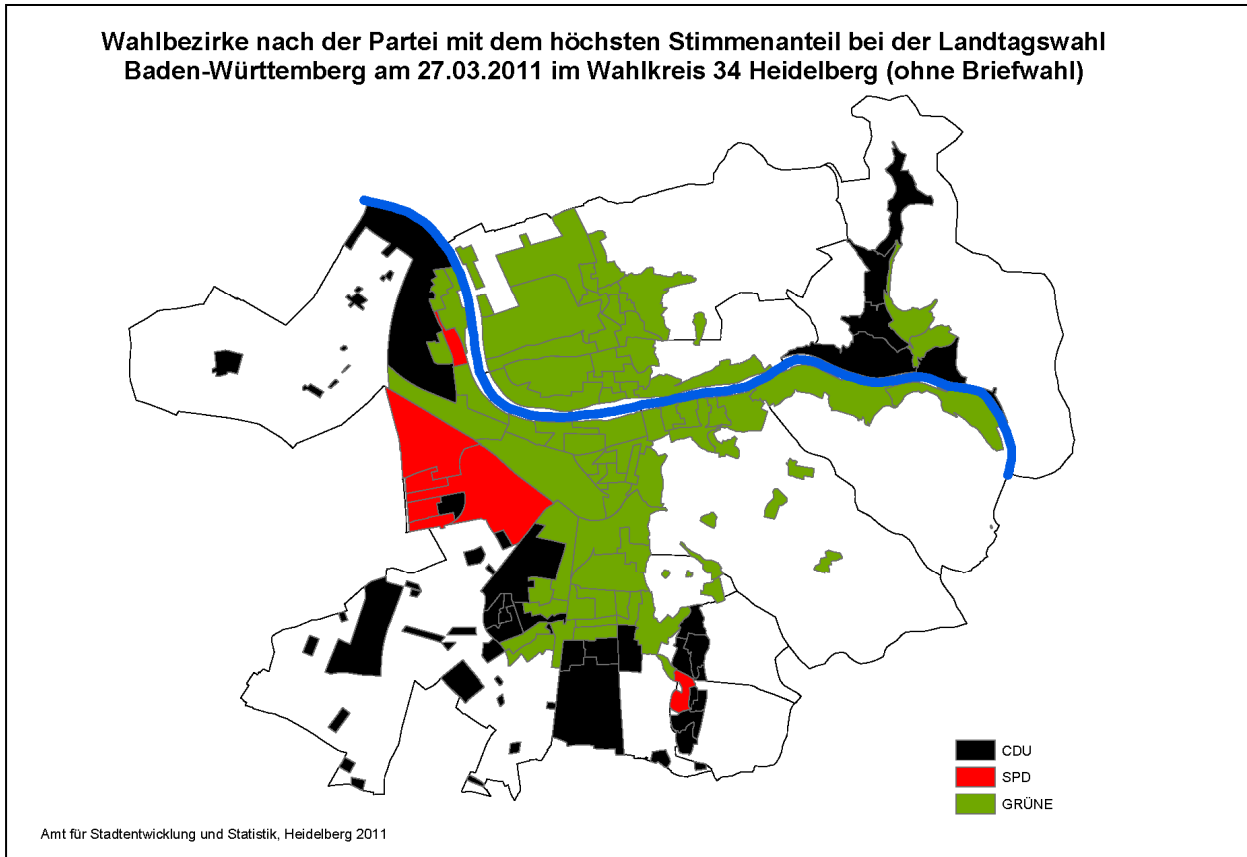 Wahlbezirke nach der Partei mit dem höchsten Stimmenanteil bei der Landtagswahl
Baden-Württemberg am 27.03.2011 im Wahlkreis 34 Heidelberg (ohne Briefwahl)
CDU
SPD
GRÜNE
Amt für Stadtentwicklung und Statistik, Heidelberg 2011